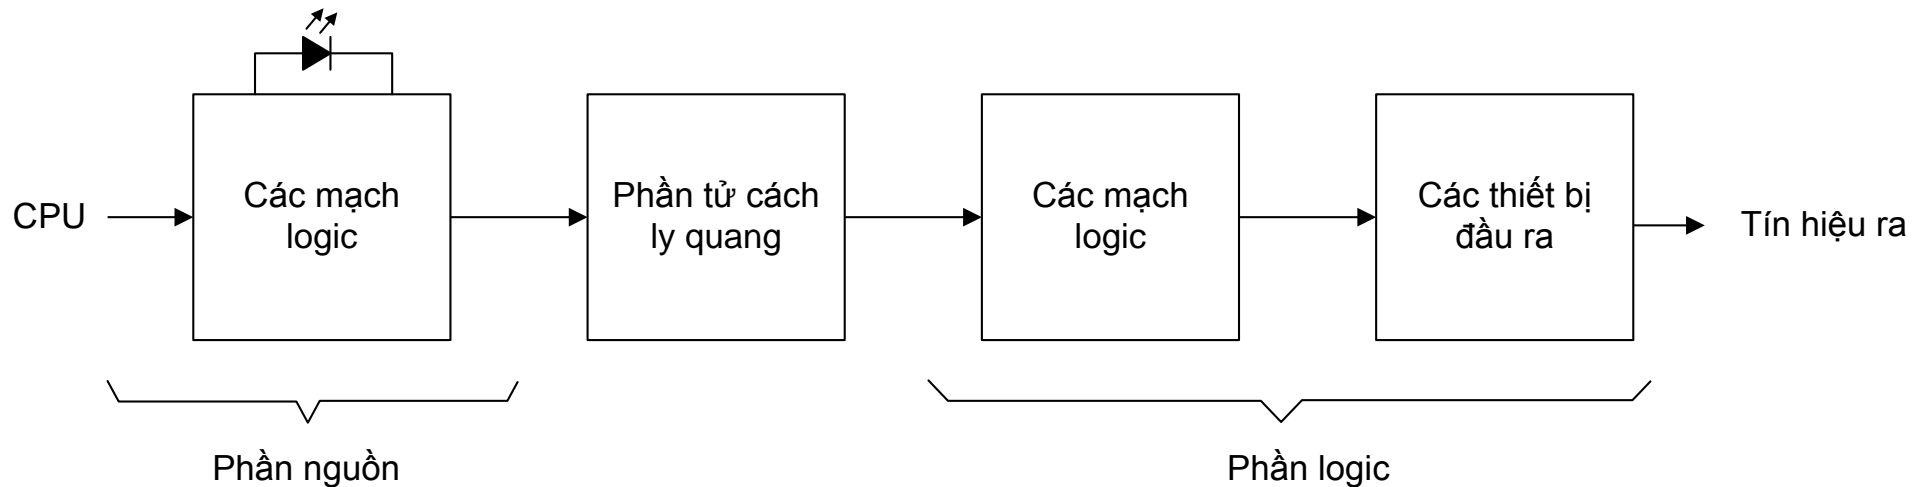 CPU
Các mạch
logic
Phần tử cách
ly quang
Các mạch
logic
Các thiết bị
đầu ra
Tín hiệu ra
Phần nguồn
Phần logic